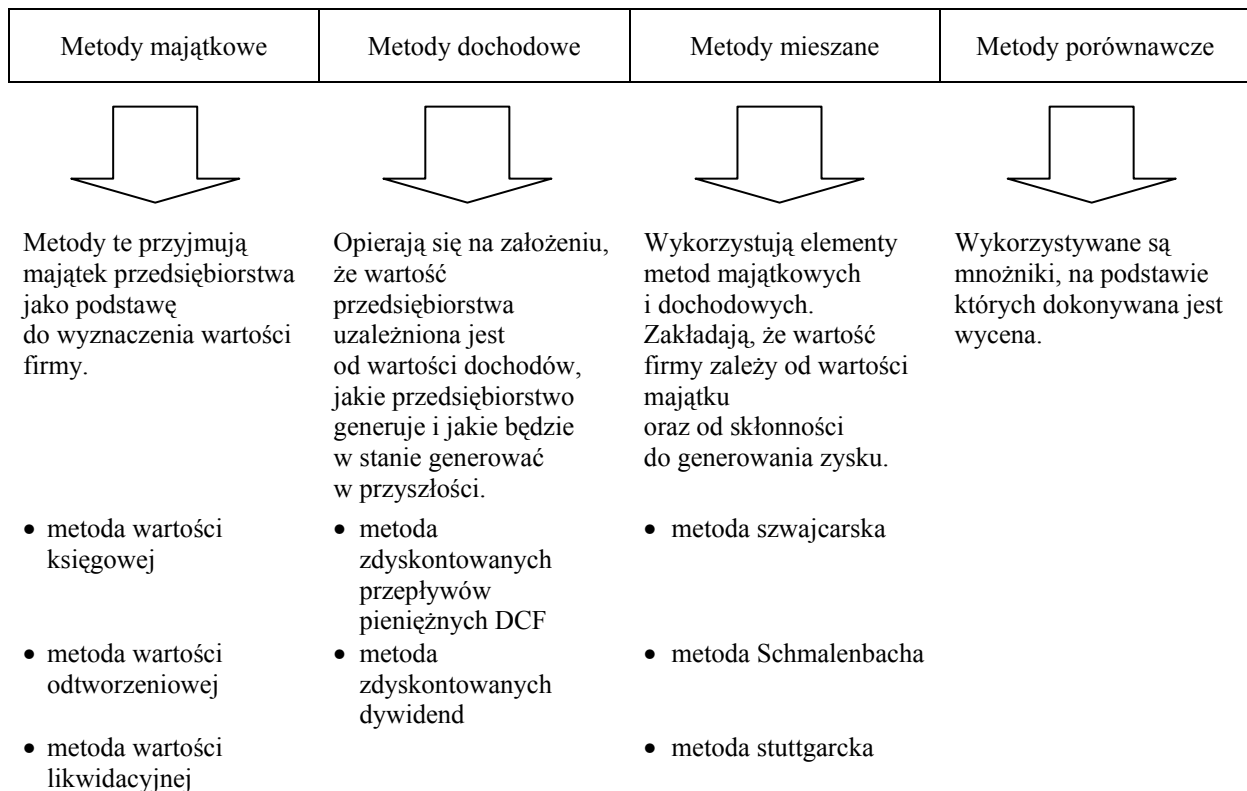 Metody majątkowe
Metody dochodowe
Metody mieszane
Metody porównawcze
Metody te przyjmują
majątek przedsiębiorstwa
jako podstawę
do wyznaczenia wartości
firmy.
Opierają się na założeniu,
że wartość
przedsiębiorstwa
uzależniona jest
od wartości dochodów,
jakie przedsiębiorstwo
generuje i jakie będzie
w stanie generować
w przyszłości.
Wykorzystują elementy
metod majątkowych
i dochodowych.
Zakładają, że wartość
firmy zależy od wartości
majątku
oraz od skłonności
do generowania zysku.
Wykorzystywane są
mnożniki, na podstawie
których dokonywana jest
wycena.
• metoda wartości
księgowej
• metoda
zdyskontowanych
przepływów
pieniężnych DCF
• metoda szwajcarska
• metoda wartości
odtworzeniowej
• metoda
zdyskontowanych
dywidend
• metoda Schmalenbacha
• metoda wartości
likwidacyjnej
• metoda stuttgarcka